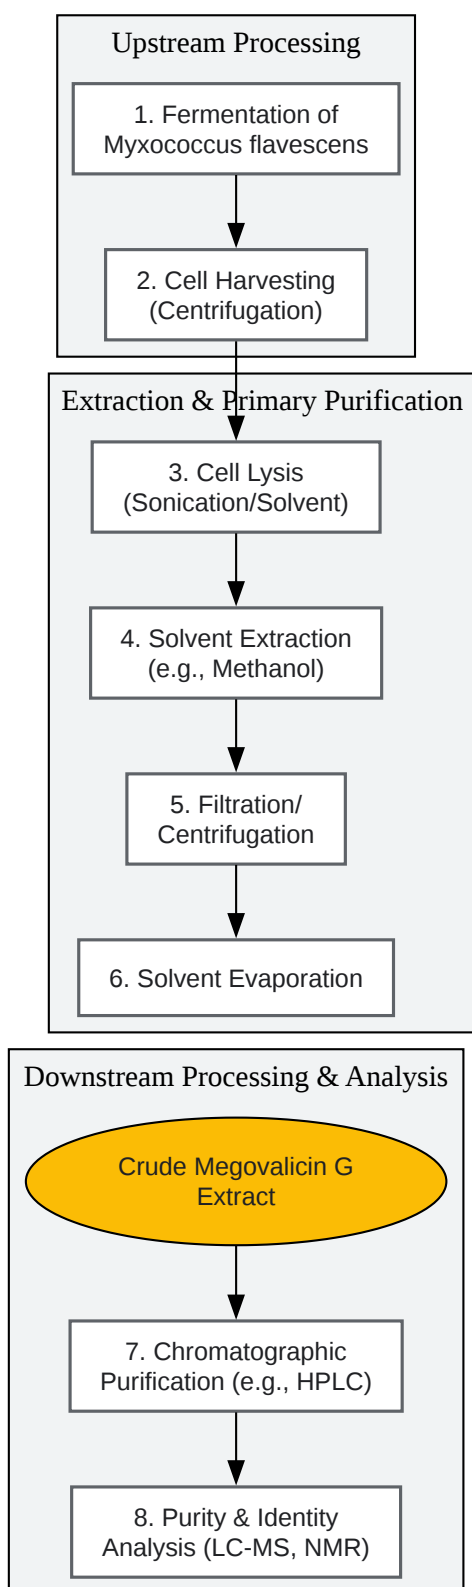 Upstream Processing
1. Fermentation of
Myxococcus flavescens
2. Cell Harvesting
(Centrifugation)
Extraction & Primary Purification
3. Cell Lysis
(Sonication/Solvent)
4. Solvent Extraction
(e.g., Methanol)
5. Filtration/
Centrifugation
6. Solvent Evaporation
Downstream Processing & Analysis
Crude Megovalicin G
Extract
7. Chromatographic
Purification (e.g., HPLC)
8. Purity & Identity
Analysis (LC-MS, NMR)